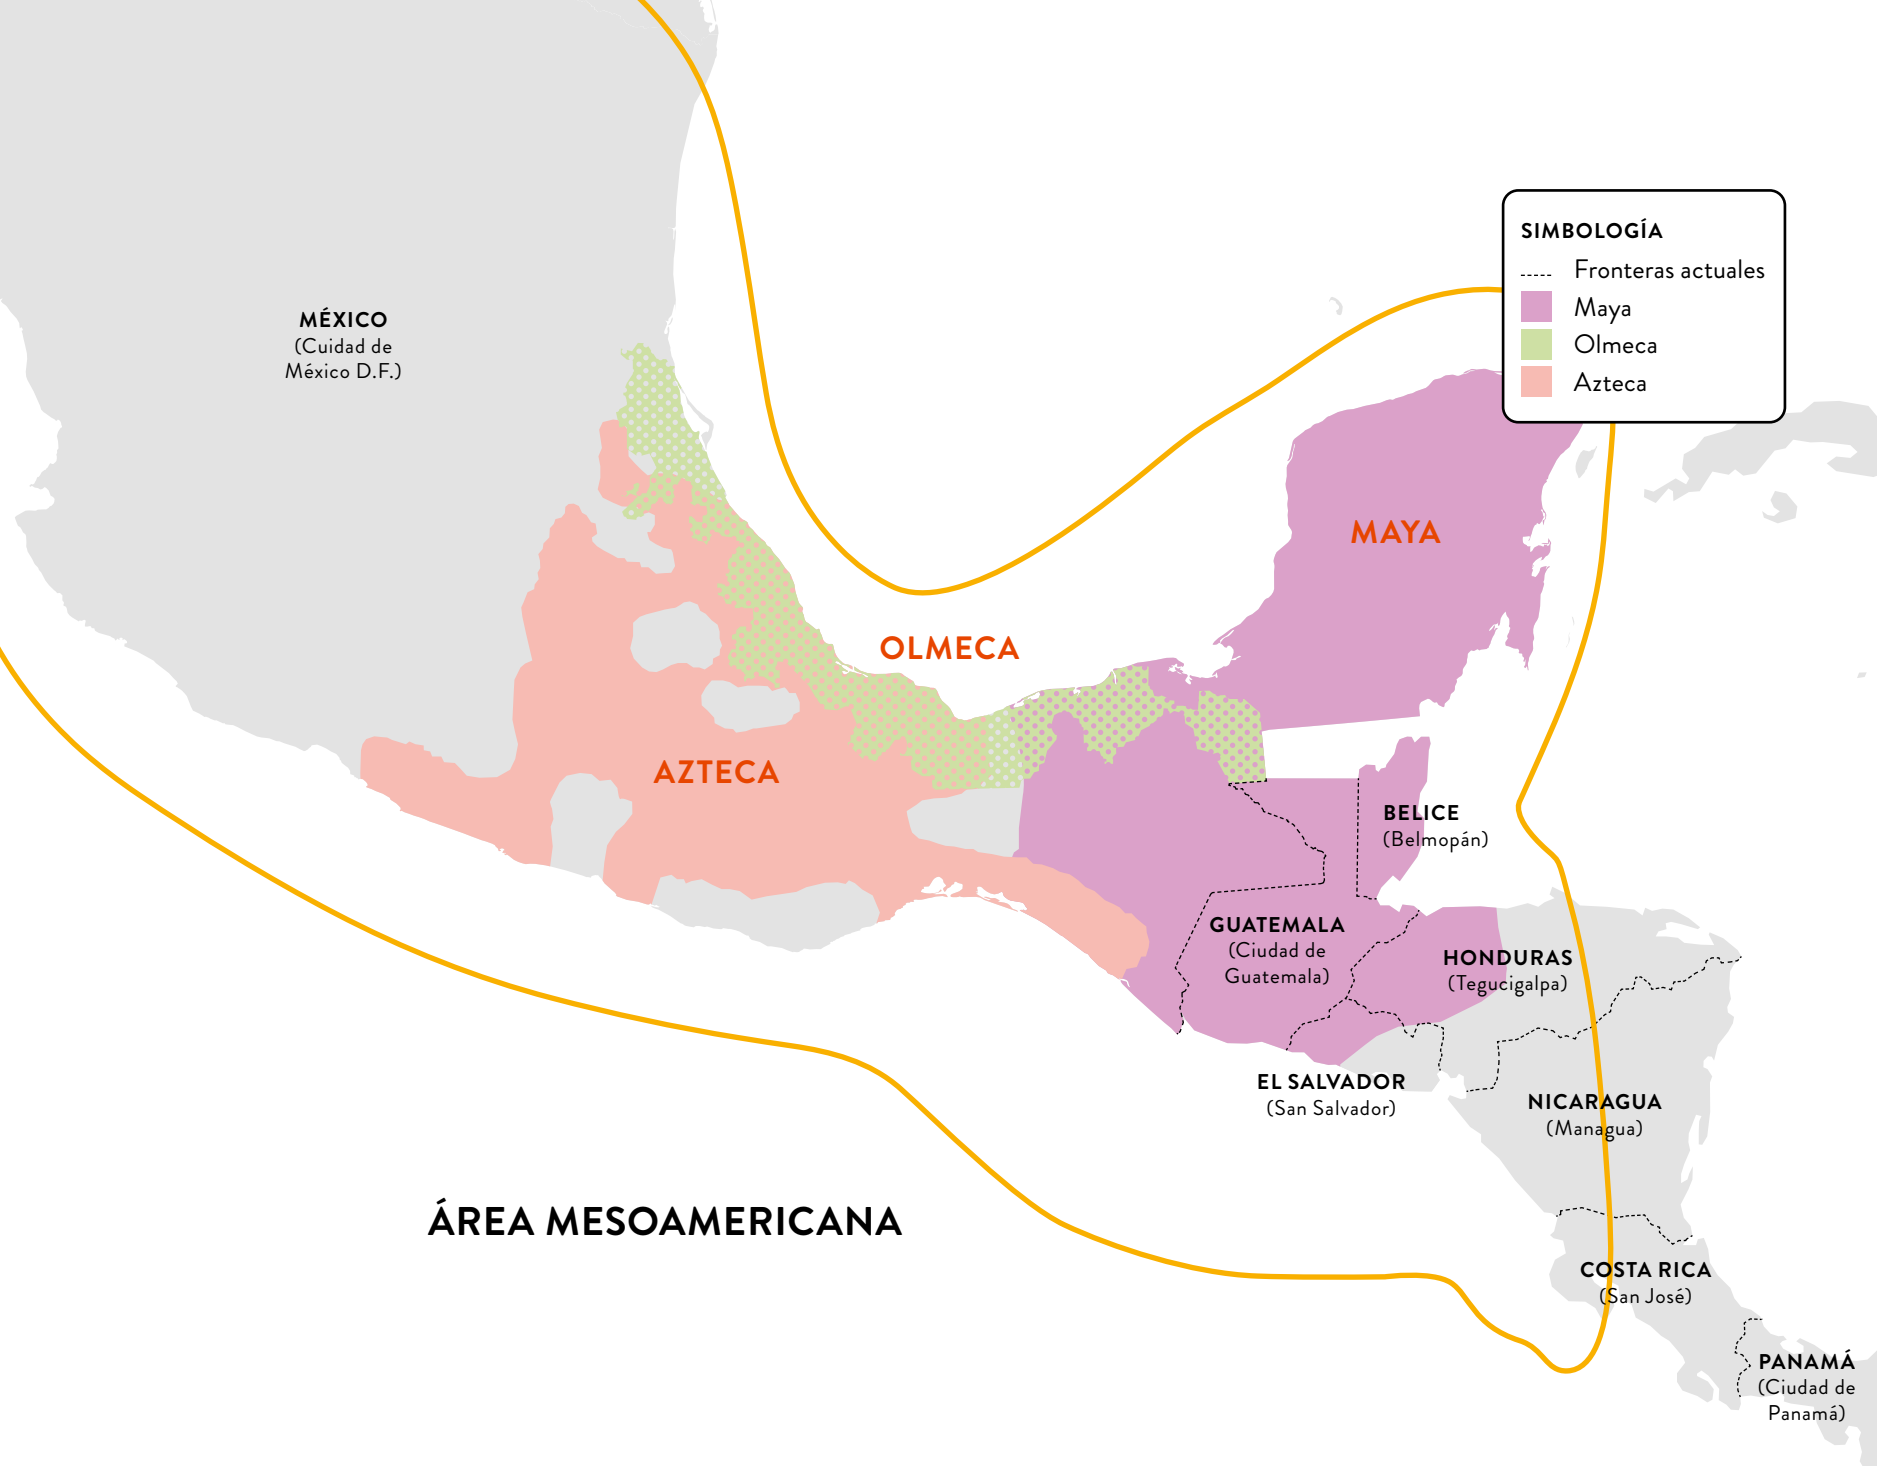 SIMBOLOGÍA
Fronteras actuales
Maya
Olmeca
Azteca
MÉXICO
(Cuidad de
México D.F.)
MAYA
OLMECA
AZTECA
BELICE
(Belmopán)
GUATEMALA
(Ciudad de
Guatemala)
HONDURAS
(Tegucigalpa)
EL SALVADOR
(San Salvador)
NICARAGUA
(Managua)
ÁREA MESOAMERICANA
COSTA RICA
(San José)
PANAMÁ
(Ciudad de
Panamá)